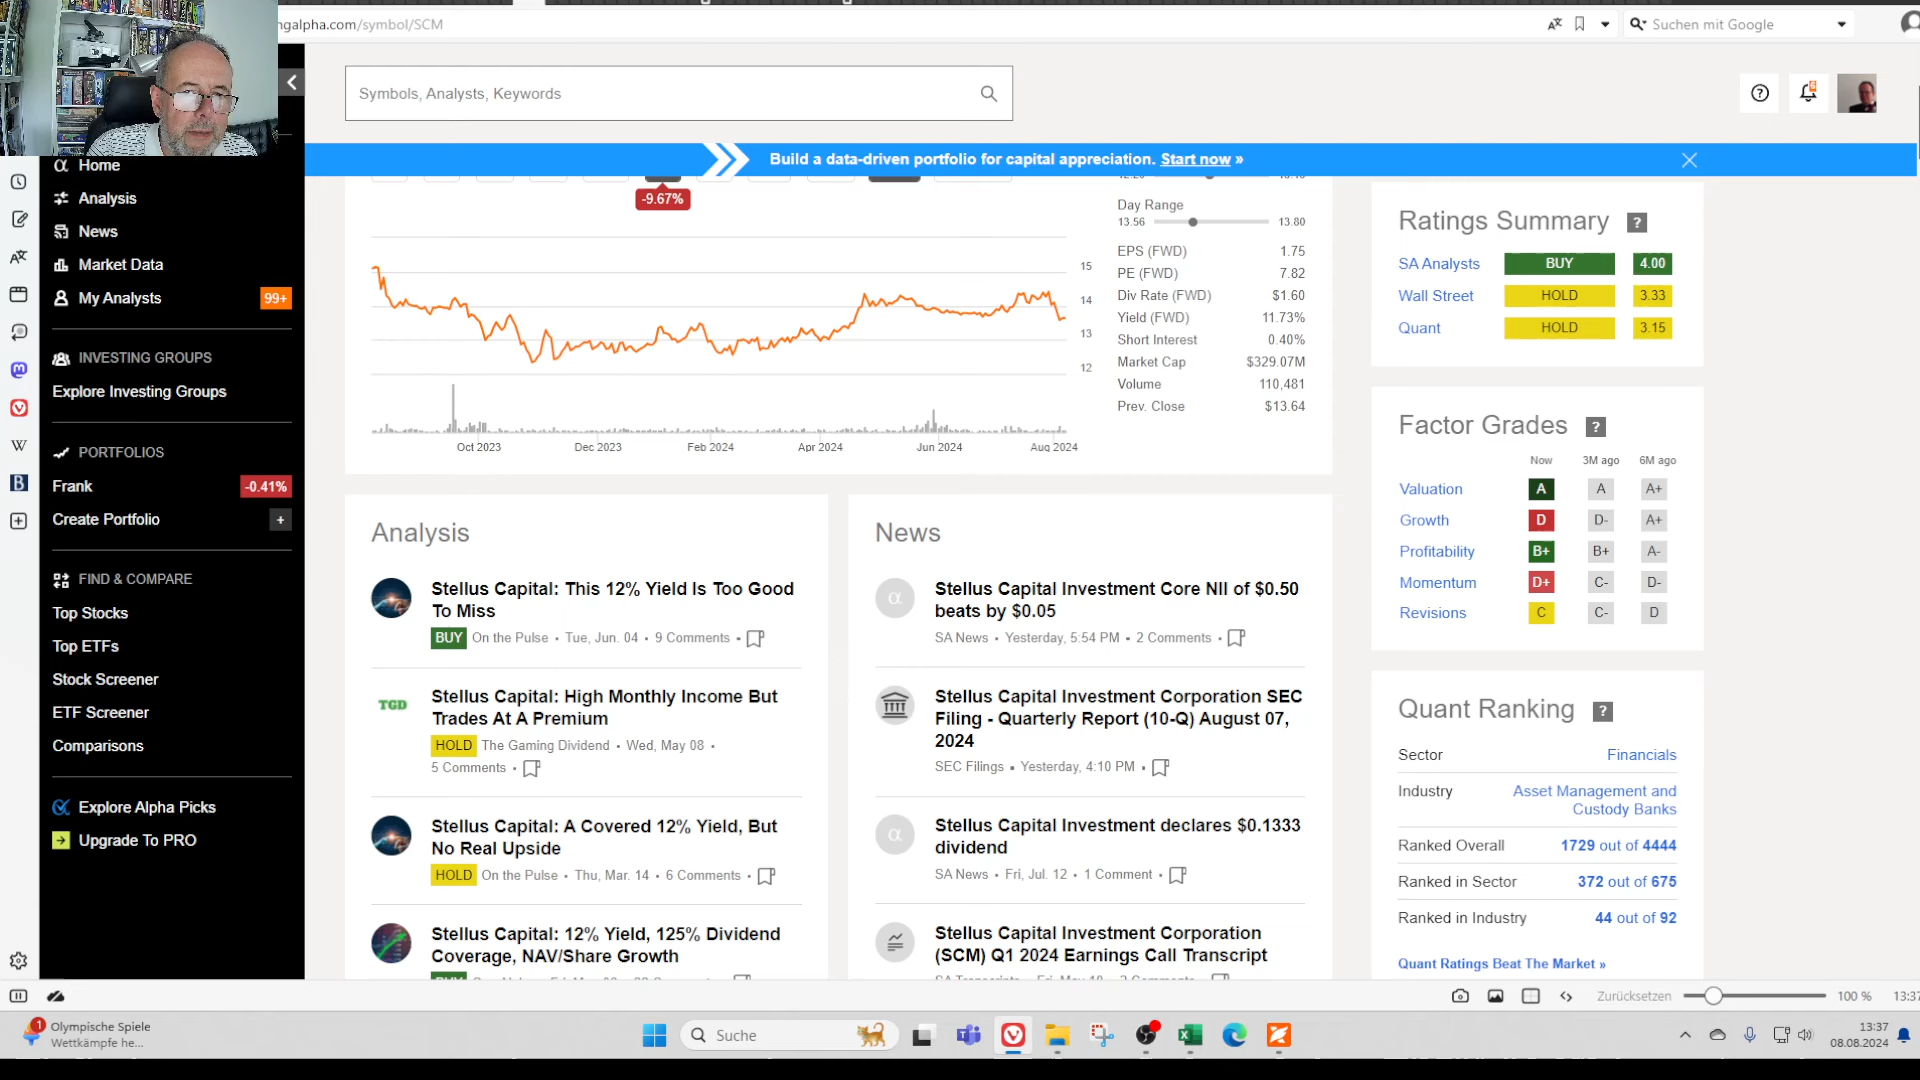 ngalpha.com/symbol/SCM
Suchen mit Google
Symbols, Analysts, Keywords
Build a data-driven portfolio for capital appreciation. Start now »
Home
Analysis
News
Market Data
My Analysts 99+
INVESTING GROUPS
Explore Investing Groups
PORTFOLIOS
Frank -0.41%
Create Portfolio +
FIND & COMPARE
Top Stocks
Top ETFs
Stock Screener
ETF Screener
Comparisons
Explore Alpha Picks
Upgrade To PRO
-9.67%
15
14
13
12
Oct 2023 Dec 2023 Feb 2024 Apr 2024 Jun 2024 Aug 2024
Day Range
13.56 13.80
EPS (FWD) 1.75
PE (FWD) 7.82
Div Rate (FWD) $1.60
Yield (FWD) 11.73%
Short Interest 0.40%
Market Cap $329.07M
Volume 110,481
Prev. Close $13.64
Analysis
Stellus Capital: This 12% Yield Is Too Good
To Miss
BUY On the Pulse • Tue, Jun. 04 • 9 Comments •
TGD
Stellus Capital: High Monthly Income But
Trades At A Premium
HOLD The Gaming Dividend • Wed, May 08 •
5 Comments •
Stellus Capital: A Covered 12% Yield, But
No Real Upside
HOLD On the Pulse • Thu, Mar. 14 • 6 Comments •
Stellus Capital: 12% Yield, 125% Dividend
Coverage, NAV/Share Growth
News
Stellus Capital Investment Core NII of $0.50
beats by $0.05
SA News • Yesterday, 5:54 PM • 2 Comments •
Stellus Capital Investment Corporation SEC
Filing - Quarterly Report (10-Q) August 07,
2024
SEC Filings • Yesterday, 4:10 PM •
Stellus Capital Investment declares $0.1333
dividend
SA News • Fri, Jul. 12 • 1 Comment •
Stellus Capital Investment Corporation
(SCM) Q1 2024 Earnings Call Transcript
Ratings Summary ?
SA Analysts BUY 4.00
Wall Street HOLD 3.33
Quant HOLD 3.15
Factor Grades ?
Now 3M ago 6M ago
Valuation A A A+
Growth D D- A+
Profitability B+ B+ A-
Momentum D+ C- D-
Revisions C C- D
Quant Ranking ?
Sector Financials
Industry Asset Management and
Custody Banks
Ranked Overall 1729 out of 4444
Ranked in Sector 372 out of 675
Ranked in Industry 44 out of 92
Quant Ratings Beat The Market »
Zurücksetzen 100 % 13:37
1
Olympische Spiele
Wettkämpfe he...
Suche
13:37
08.08.2024